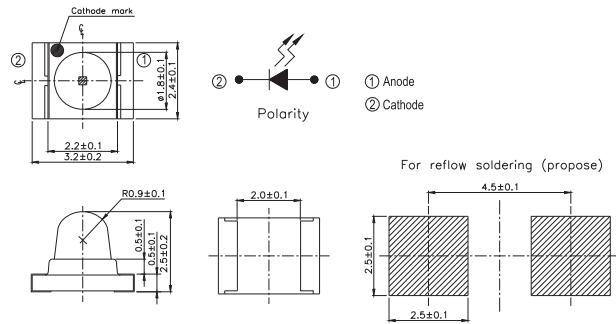 Cathode mark
℄
② ①
℄
ø1.8±0.1
2.4±0.1
2.2±0.1
3.2±0.2
② ①
Polarity
① Anode
② Cathode
For reflow soldering (propose)
R0.9±0.1
0.5±0.1
0.5±0.1
2.5±0.2
2.0±0.1
4.5±0.1
2.5±0.1
2.5±0.1